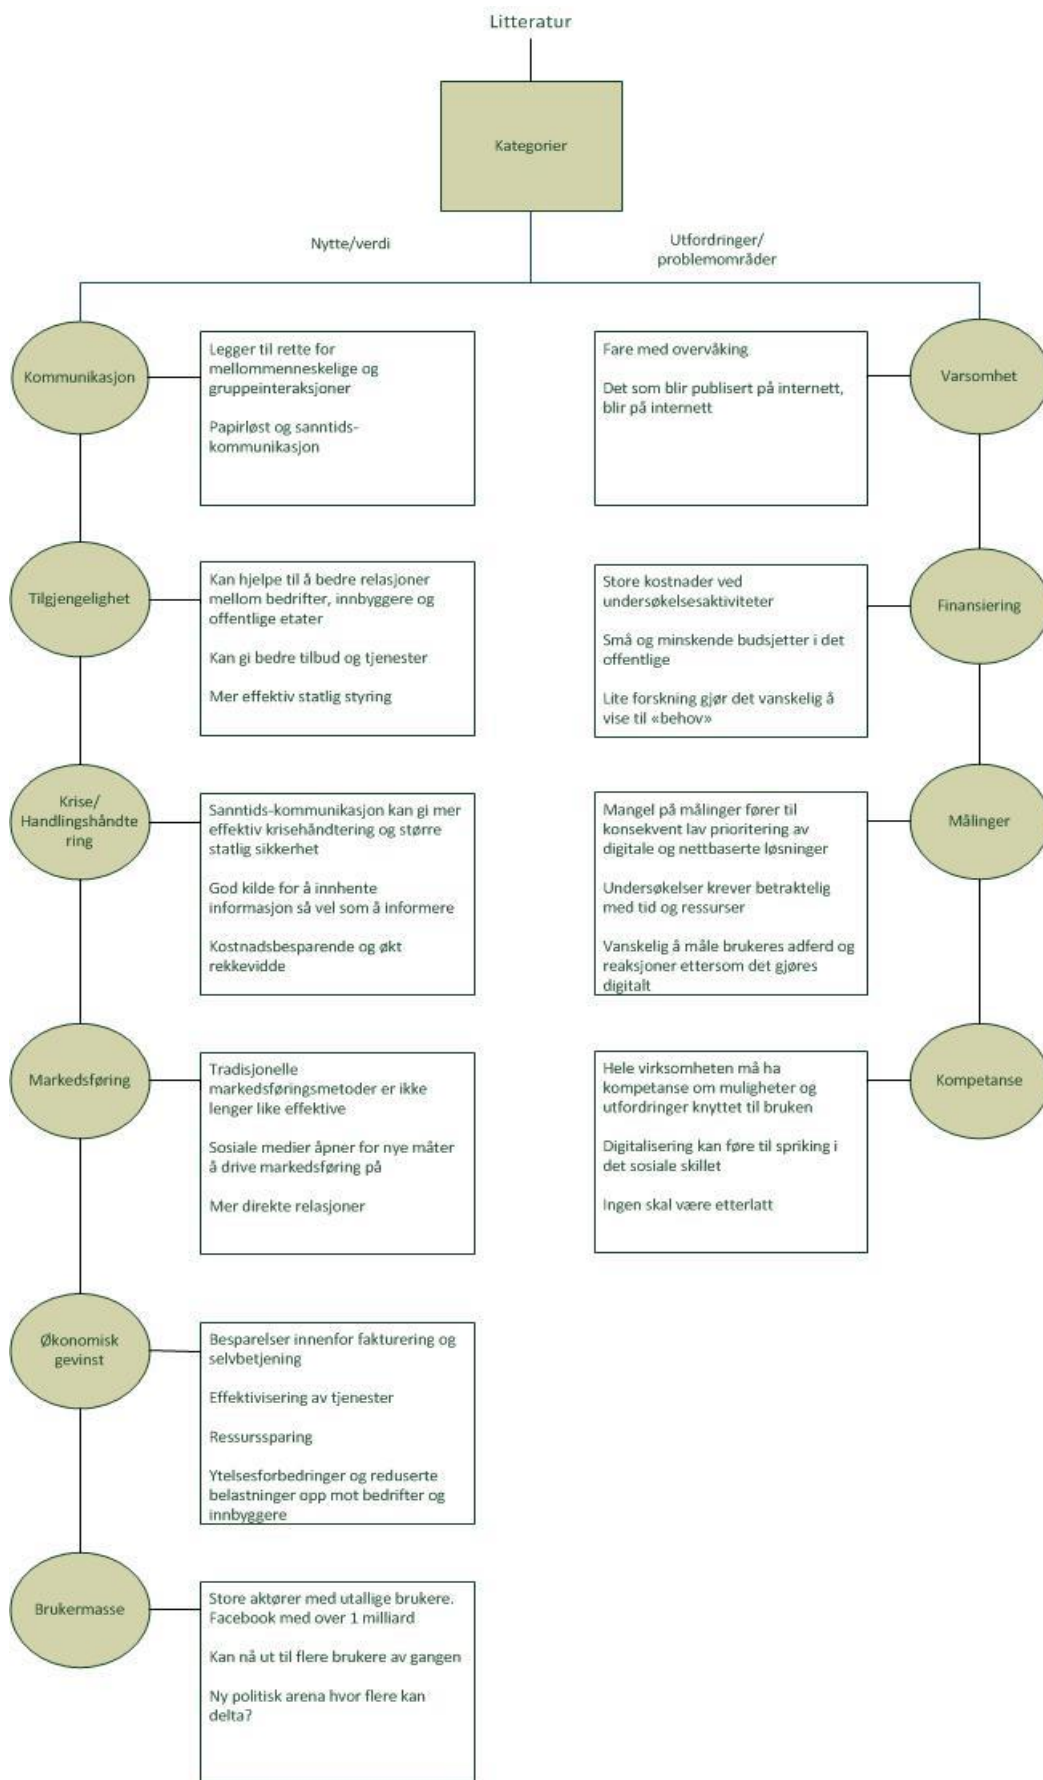 Litteratur
Kategorier
Nytte/verdi
Utfordringer/
problemområder
Kommunikasjon
Legger til rette for
mellommenneskelige og
gruppeinteraksjoner
Papirløst og sanntids-
kommunikasjon
Fare med overvåking
Det som blir publisert på internett,
blir på internett
Varsomhet
Tilgjengelighet
Kan hjelpe til å bedre relasjoner
mellom bedrifter, innbyggere og
offentlige etater
Kan gi bedre tilbud og tjenester
Mer effektiv statlig styring
Store kostnader ved
undersøkelsesaktiviteter
Små og minskende budsjetter i det
offentlige
Lite forskning gjør det vanskelig å
vise til «behov»
Finansiering
Krise/
Handlingshåndte
ring
Sanntids-kommunikasjon kan gi mer
effektiv krisehåndtering og større
statlig sikkerhet
God kilde for å innhente
informasjon så vel som å informere
Kostnadsbesparende og økt
rekkevidde
Mangel på målinger fører til
konsekvent lav prioritering av
digitale og nettbaserte løsninger
Undersøkelser krever betraktelig
med tid og ressurser
Vanskelig å måle brukeres adferd og
reaksjoner ettersom det gjøres
digitalt
Målinger
Markedsføring
Tradisjonelle
markedsføringsmetoder er ikke
lenger like effektive
Sosiale medier åpner for nye måter
å drive markedsføring på
Mer direkte relasjoner
Hele virksomheten må ha
kompetanse om muligheter og
utfordringer knyttet til bruken
Digitalisering kan føre til spriking i
det sosiale skillet
Ingen skal være etterlatt
Kompetanse
Økonomisk
gevinst
Besparelser innenfor fakturering og
selvbetjening
Effektivisering av tjenester
Ressurssparing
Ytelsesforbedringer og reduserte
belastninger opp mot bedrifter og
innbyggere
Brukermasse
Store aktører med utallige brukere.
Facebook med over 1 milliard
Kan nå ut til flere brukere av gangen
Ny politisk arena hvor flere kan
delta?